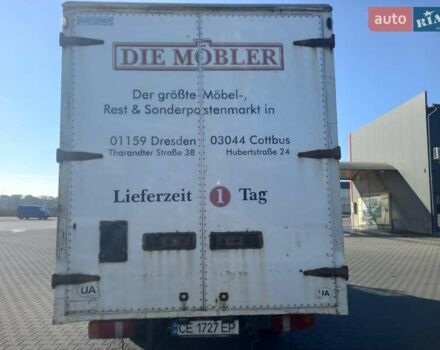 auto RIA
DIE MÖBLER
Der größte Möbel-,
Rest & Sonderpostenmarkt in
01159 Dresden 03044 Cottbus
Tharandter Straße 38 Hubertstraße 24
Lieferzeit 1 Tag
UA UA
CE 1727 EP